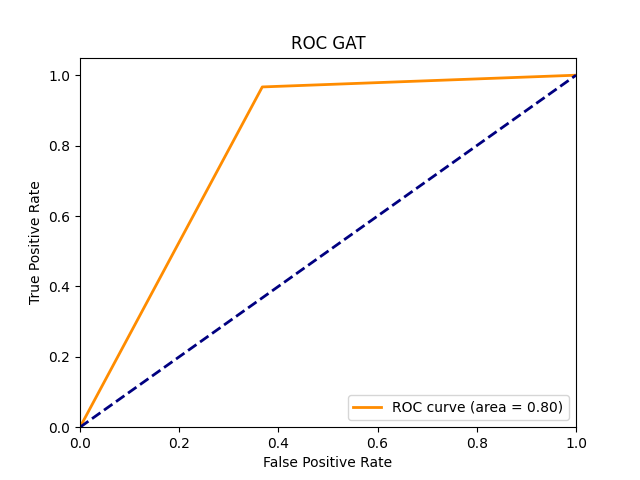 ROC GAT
True Positive Rate
1.0
0.8
0.6
0.4
0.2
0.0
ROC curve (area = 0.80)
0.0 0.2 0.4 0.6 0.8 1.0
False Positive Rate